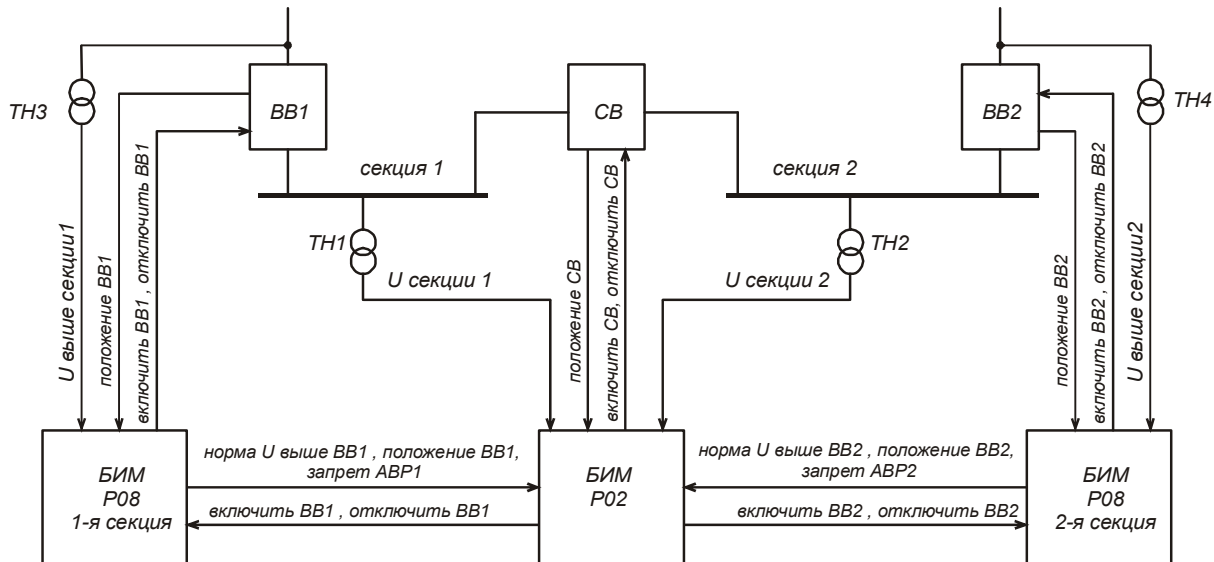 ТН3
ВВ1
СВ
ВВ2
ТН4
секция 1
секция 2
ТН1
ТН2
U секции 1
U секции 2
U выше секции1
положение ВВ1
включить ВВ1 , отключить ВВ1
положение СВ
включить СВ, отключить СВ
положение ВВ2
включить ВВ2 , отключить ВВ2
U выше секции2
БИМ
Р08
1-я секция
норма U выше ВВ1 , положение ВВ1,
запрет АВР1
включить ВВ1 , отключить ВВ1
БИМ
Р02
норма U выше ВВ2 , положение ВВ2,
запрет АВР2
включить ВВ2 , отключить ВВ2
БИМ
Р08
2-я секция